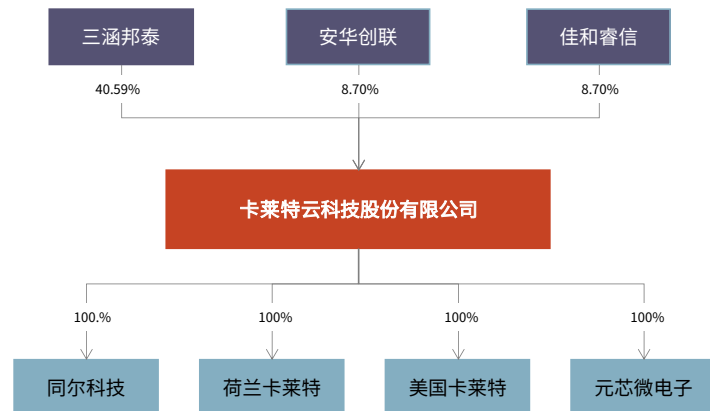 三涵邦泰
安华创联
佳和睿信
40.59%
8.70%
8.70%
卡莱特云科技股份有限公司
100.%
100%
100%
100%
同尔科技
荷兰卡莱特
美国卡莱特
元芯微电子